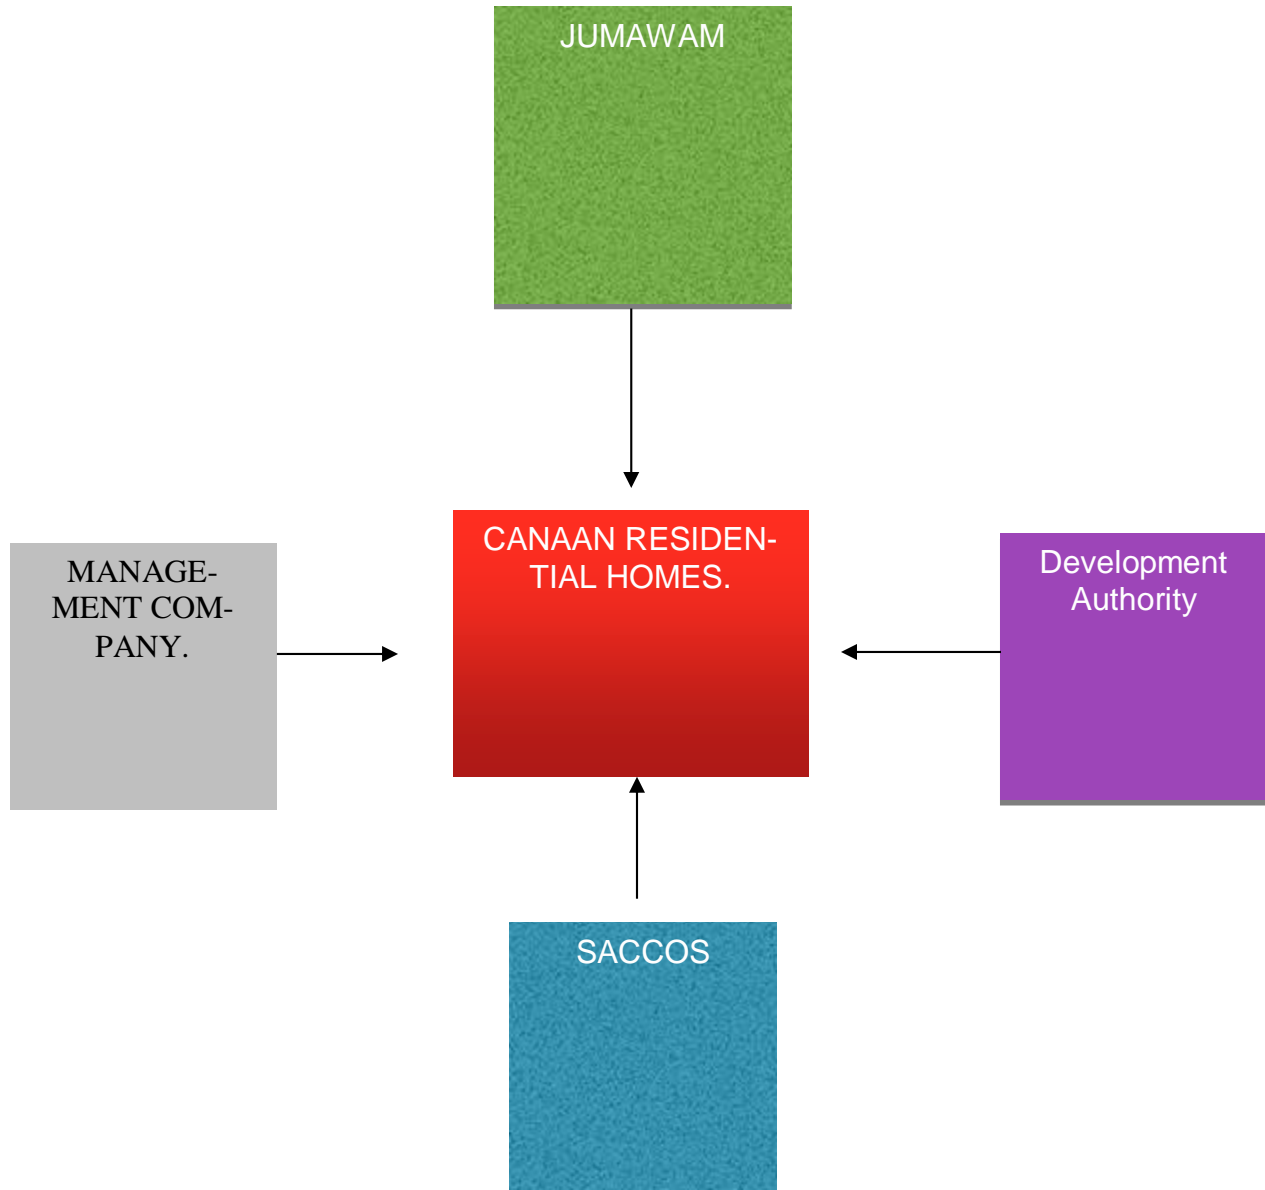 JUMAWAM
CANAAN RESIDEN-
TIAL HOMES.
MANAGE-
MENT COM-
PANY.
Development
Authority
SACCOS